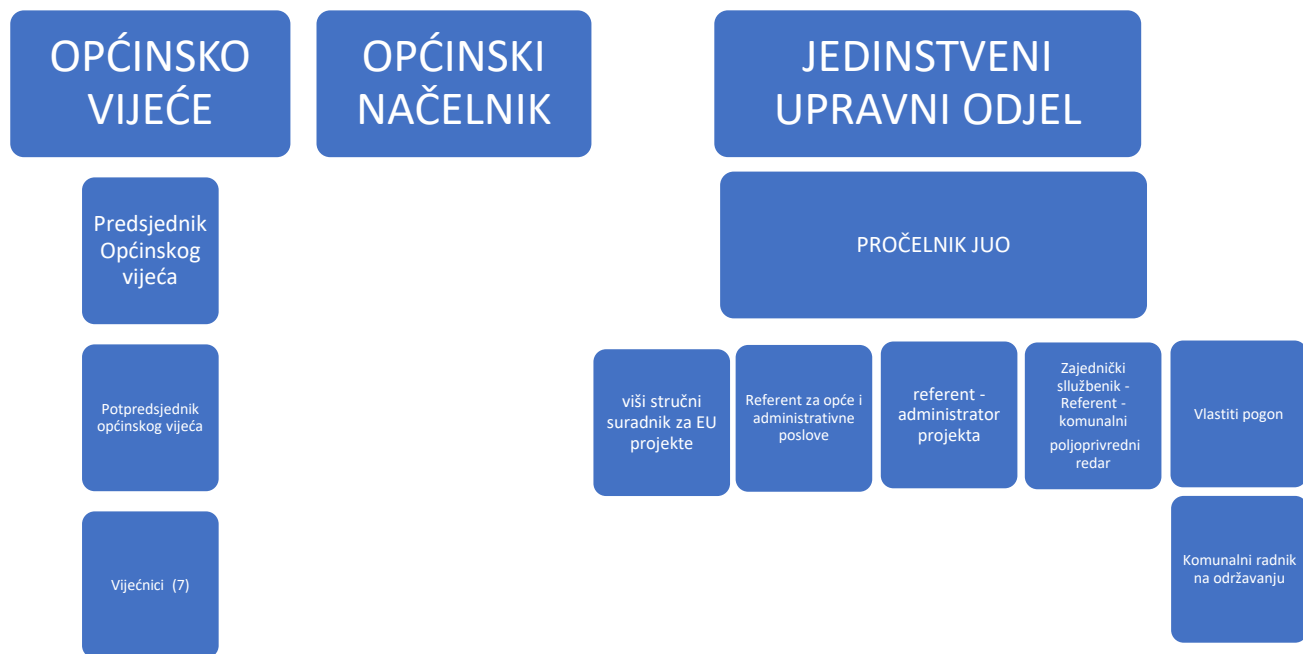 OPĆINSKO
VIJEĆE
OPĆINSKI
NAČELNIK
JEDINSTVENI
UPRAVNI ODJEL
Predsjednik
Općinskog
vijeća
PROČELNIK JUO
Potpredsjednik
općinskog vijeća
viši stručni
suradnik za EU
projekte
Referent za opće i
administrativne
poslove
referent -
administrator
projekta
Zajednički
sllužbenik -
Referent -
komunalni
poljoprivredni
redar
Vlastiti pogon
Vijećnici (7)
Komunalni radnik
na održavanju